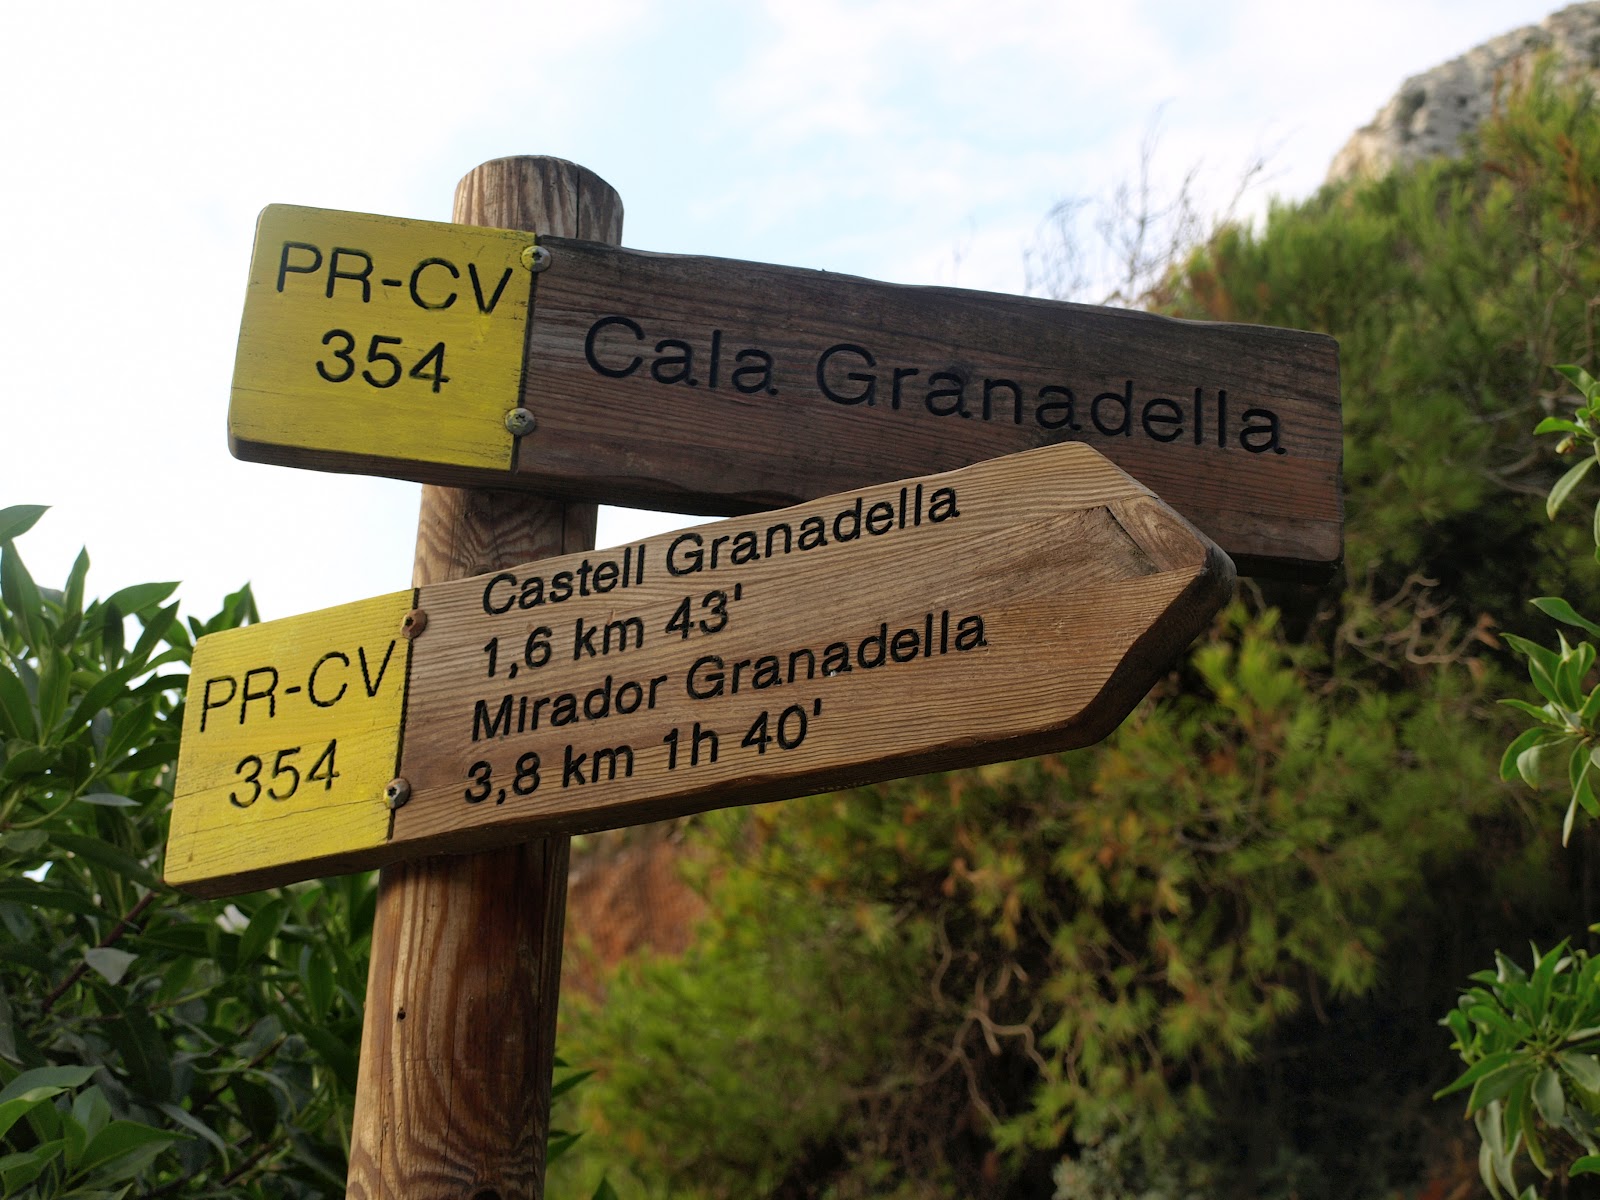 PR-CV
354
Cala Granadella
PR-CV
354
Castell Granadella
1,6 km 43'
Mirador Granadella
3,8 km 1h 40'